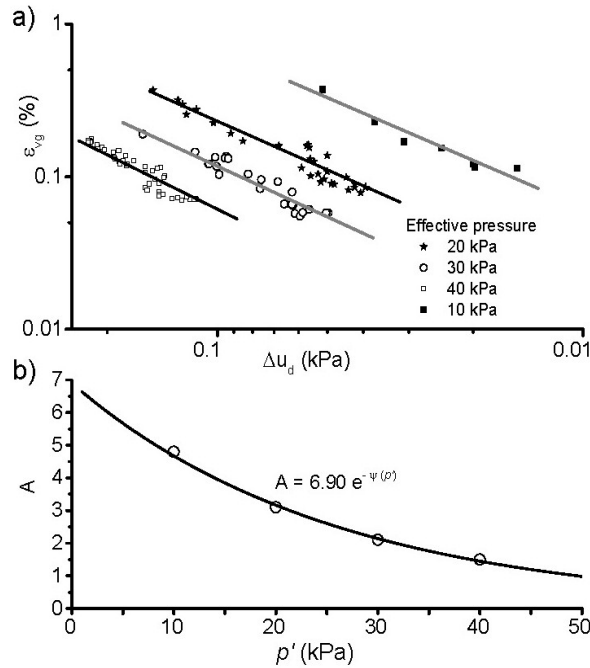 a)
1
0.1
0.01
ε_vg (%)
Effective pressure
20 kPa
30 kPa
40 kPa
10 kPa
0.1
0.01
Δu_d (kPa)
b)
7
6
5
4
3
2
1
0
A
A = 6.90 e^-ψ(p')
0
10
20
30
40
50
p' (kPa)